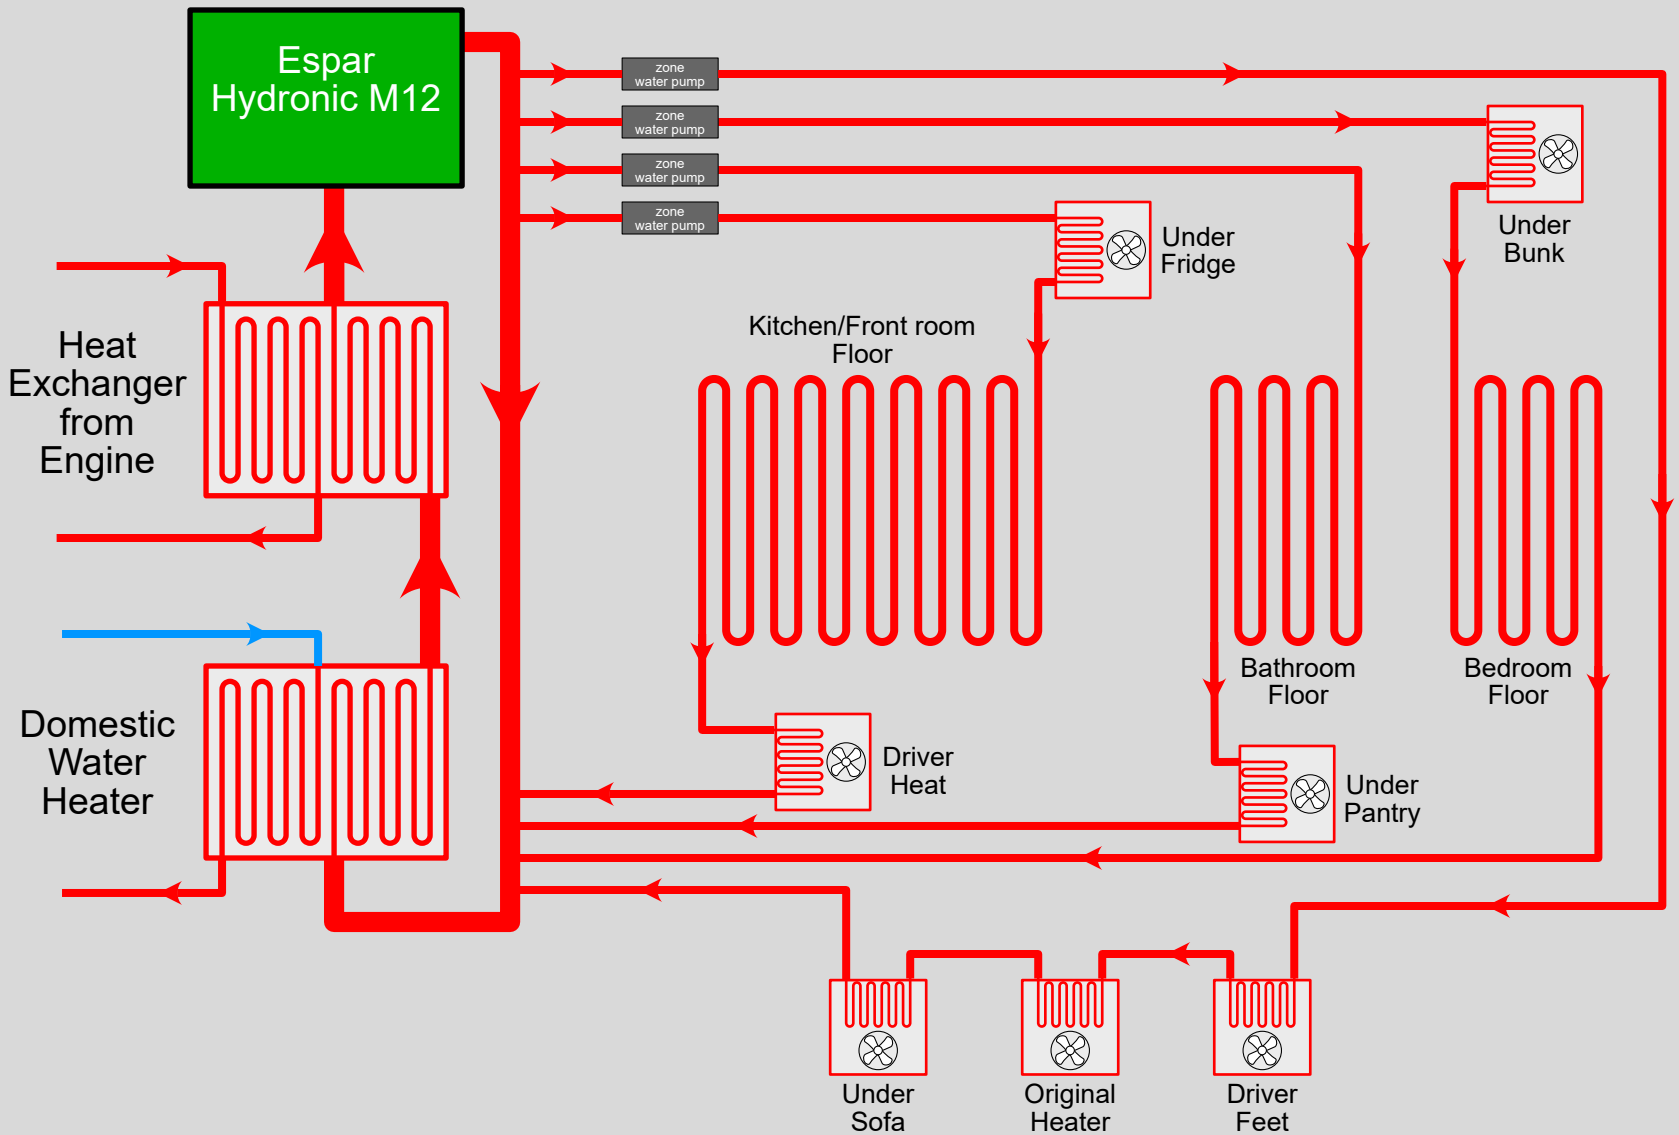 Espar
Hydronic M12
zone
water pump
zone
water pump
zone
water pump
zone
water pump
Under
Bunk
Under
Fridge
Kitchen/Front room
Floor
Heat
Exchanger
from
Engine
Bathroom
Floor
Bedroom
Floor
Domestic
Water
Heater
Driver
Heat
Under
Pantry
Under
Sofa
Original
Heater
Driver
Feet